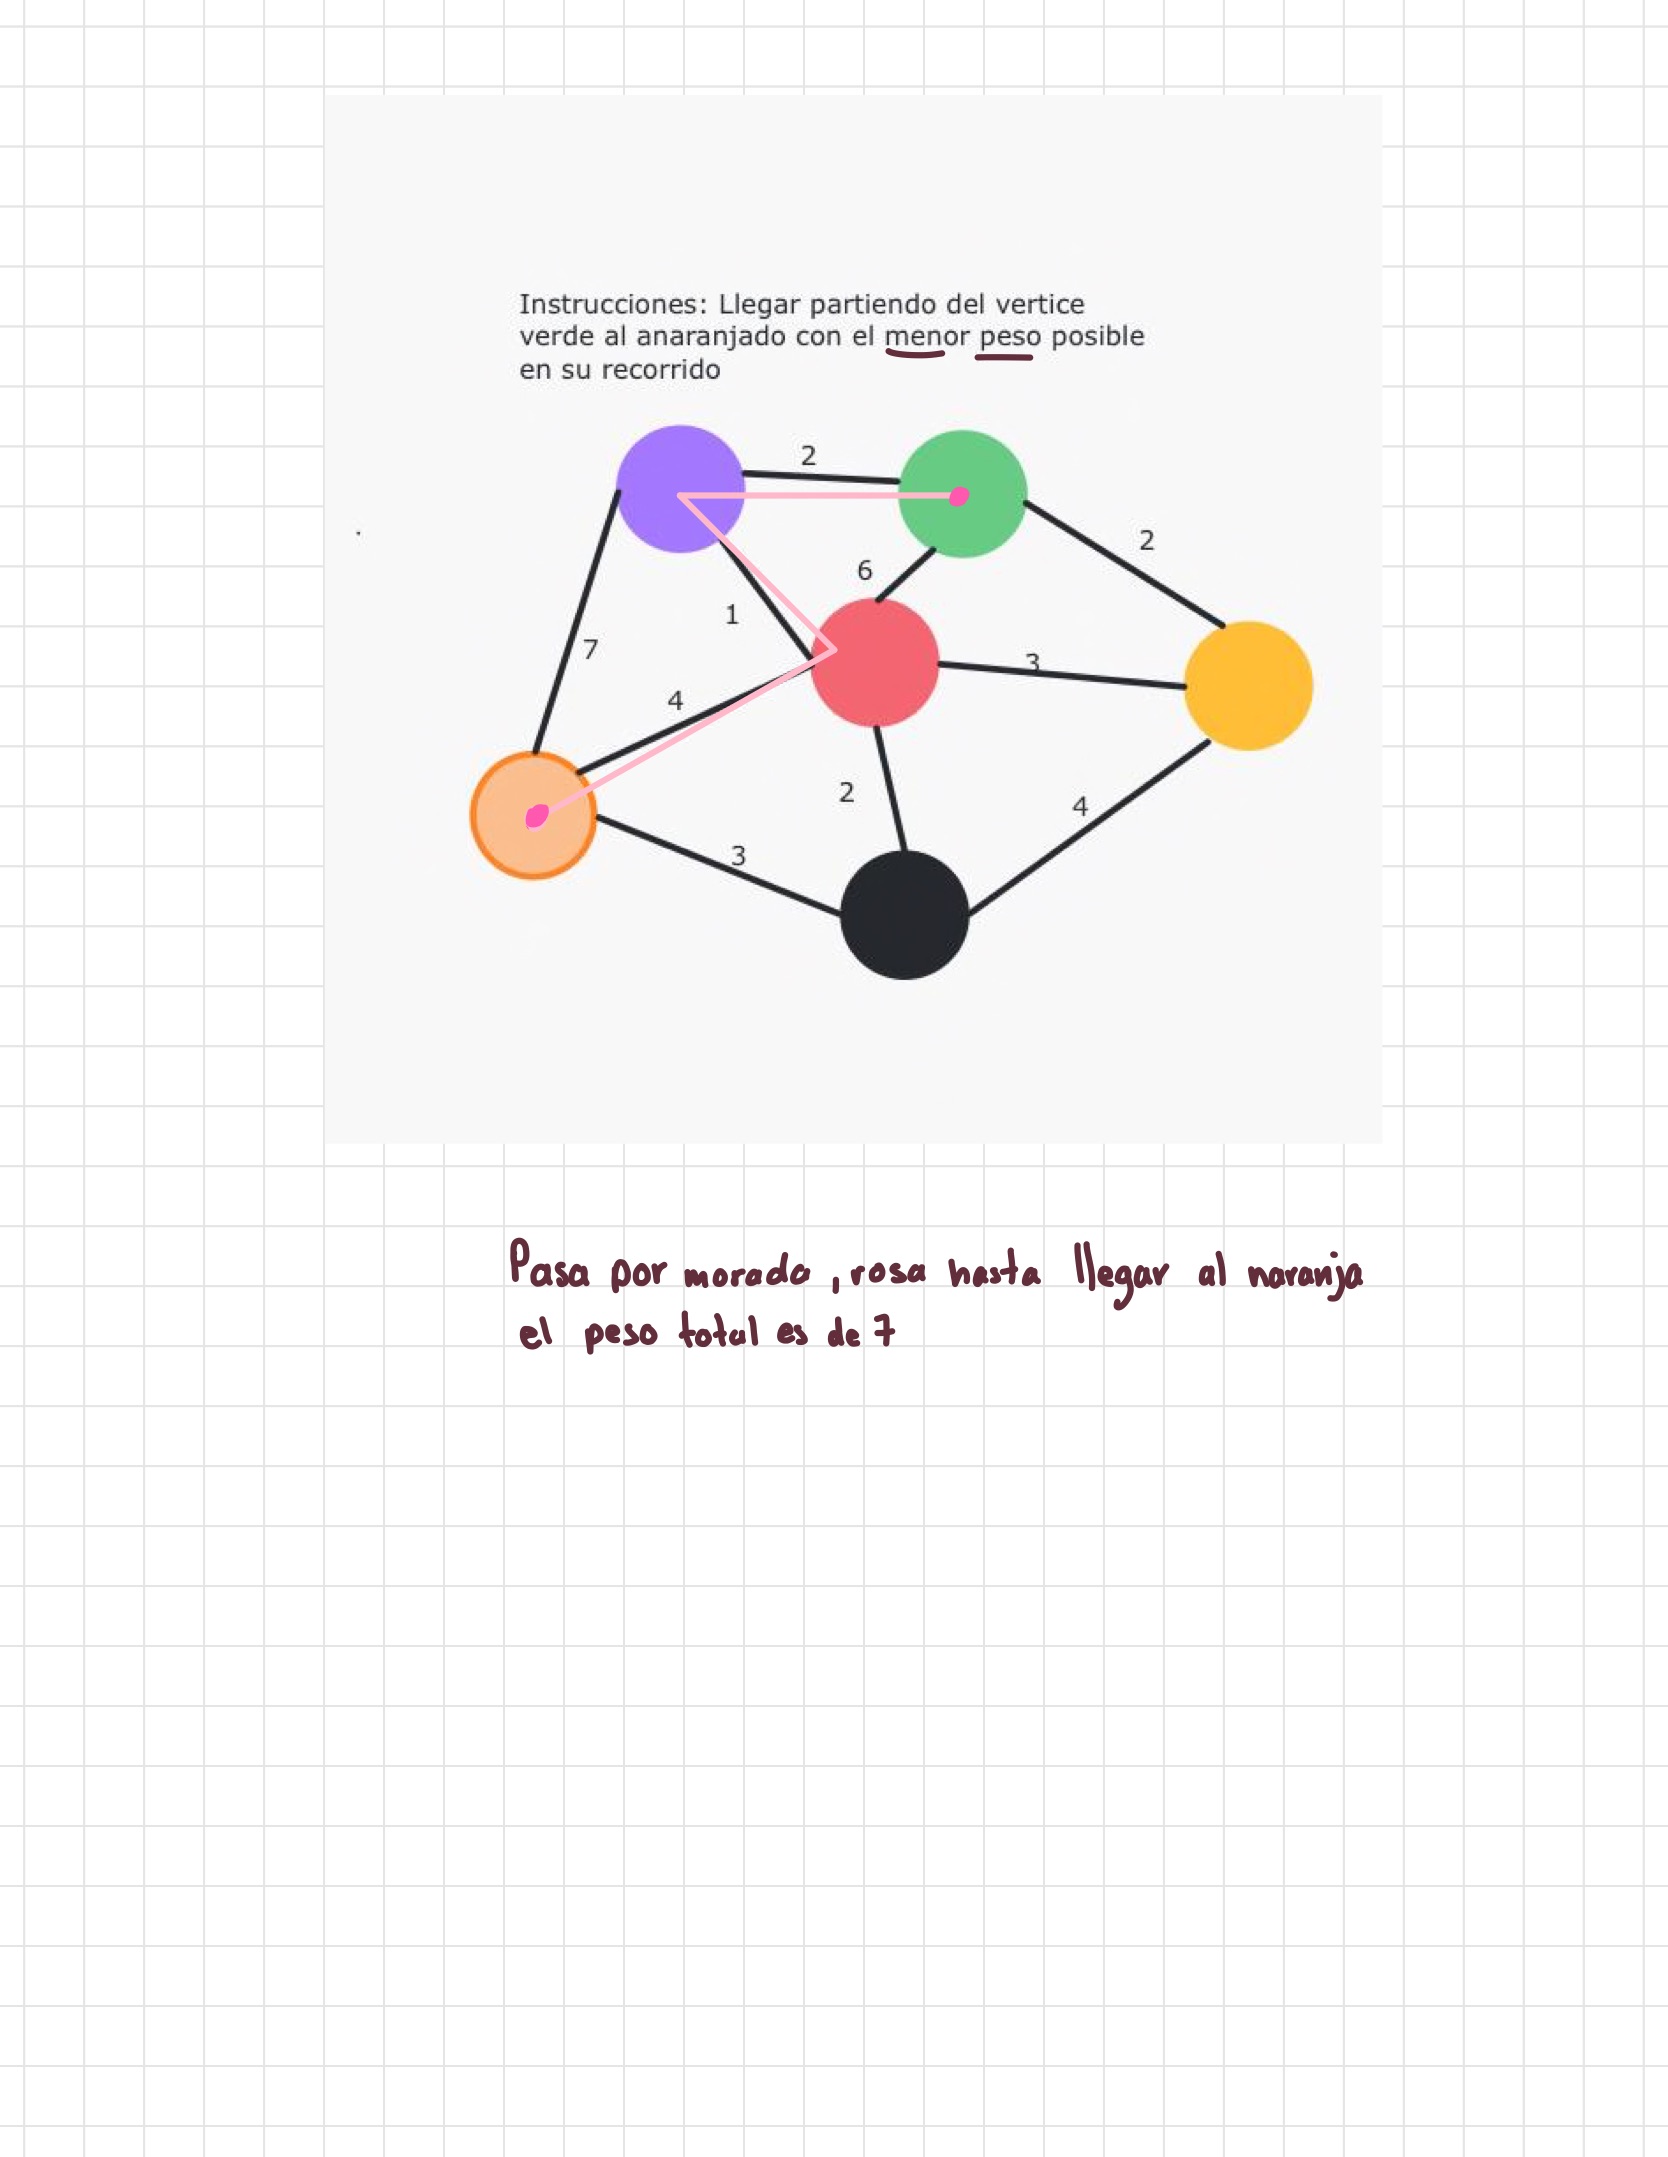 Instrucciones: Llegar partiendo del vertice
verde al anaranjado con el menor peso posible
en su recorrido
2
2
6
1
7
3
4
2
4
3
Pasa por morado, rosa hasta llegar al naranja
el peso total es de 7